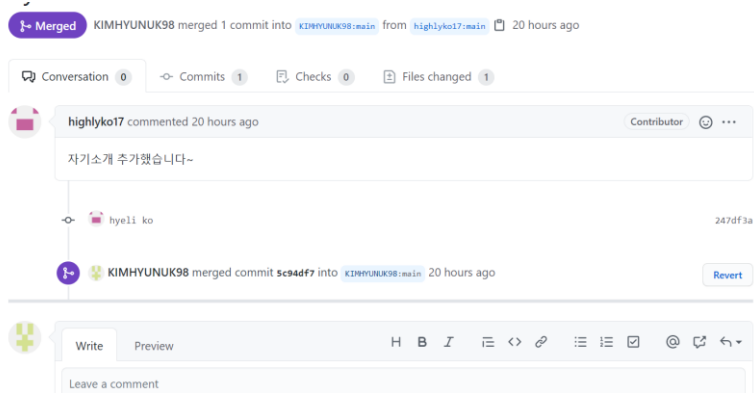 Merged KIMHYUNUK98 merged 1 commit into KIMHYUNUK98:main from highlyko17:main 20 hours ago
Conversation 0 Commits 1 Checks 0 Files changed 1
highlyko17 commented 20 hours ago Contributor
자기소개 추가했습니다~
hyeli ko 247df3a
KIMHYUNUK98 merged commit 5c94df7 into KIMHYUNUK98:main 20 hours ago Revert
Write Preview H B I
Leave a comment